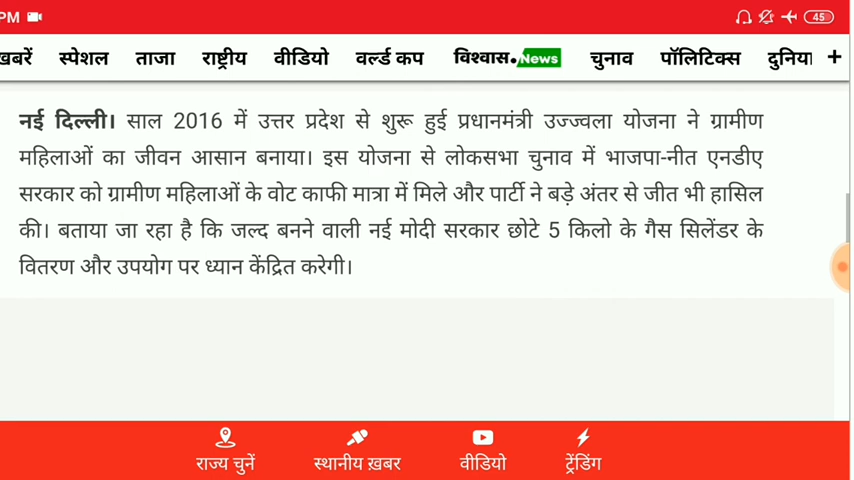 PM 45
खबरें स्पेशल ताजा राष्ट्रीय वीडियो वर्ल्ड कप विश्वास.News चुनाव पॉलिटिक्स दुनिया +
नई दिल्ली। साल 2016 में उत्तर प्रदेश से शुरू हुई प्रधानमंत्री उज्ज्वला योजना ने ग्रामीण
महिलाओं का जीवन आसान बनाया। इस योजना से लोकसभा चुनाव में भाजपा-नीत एनडीए
सरकार को ग्रामीण महिलाओं के वोट काफी मात्रा में मिले और पार्टी ने बड़े अंतर से जीत भी हासिल
की। बताया जा रहा है कि जल्द बनने वाली नई मोदी सरकार छोटे 5 किलो के गैस सिलेंडर के
वितरण और उपयोग पर ध्यान केंद्रित करेगी।
राज्य चुनें स्थानीय ख़बर वीडियो ट्रेंडिंग